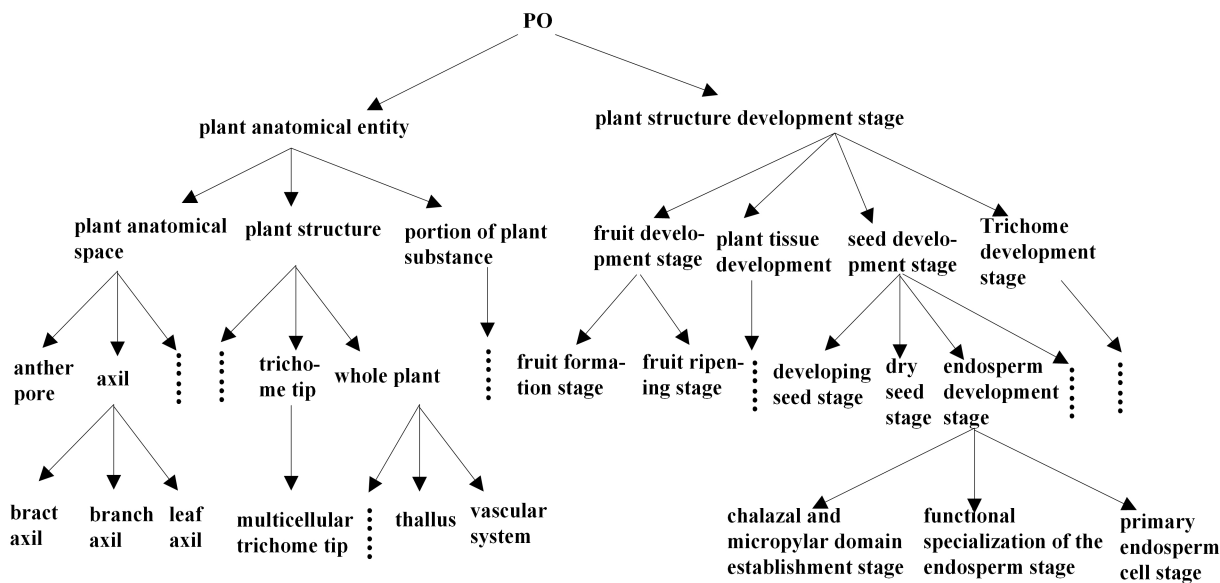 PO
plant anatomical entity
plant structure development stage
plant anatomical
space
plant structure
portion of plant
substance
fruit develo-
pment stage
plant tissue
development
seed develo-
pment stage
Trichome
development
stage
anther
pore
axil
tricho-
me tip
whole plant
fruit forma-
tion stage
fruit ripen-
ing stage
developing
seed stage
dry
seed
stage
endosperm
development
stage
bract
axil
branch
axil
leaf
axil
multicellular
trichome tip
thallus
vascular
system
chalazal and
micropylar domain
establishment stage
functional
specialization of the
endosperm stage
primary
endosperm
cell stage